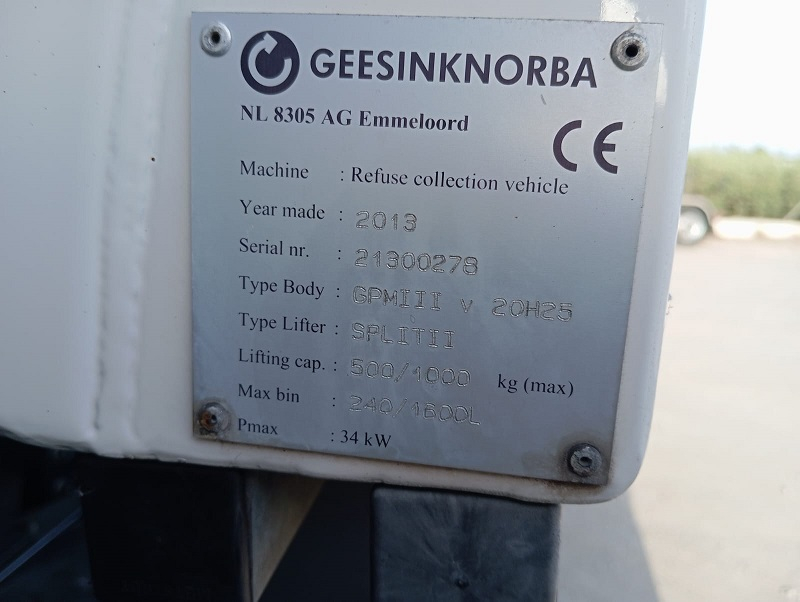 GEESINKNORBA
NL 8305 AG Emmeloord
CE
Machine : Refuse collection vehicle
Year made : 2013
Serial nr. : 21300278
Type Body : GPMIII v 20H25
Type Lifter : SPLITII
Lifting cap. : 500/1000 kg (max)
Max bin : 240/1600L
Pmax : 34 kW